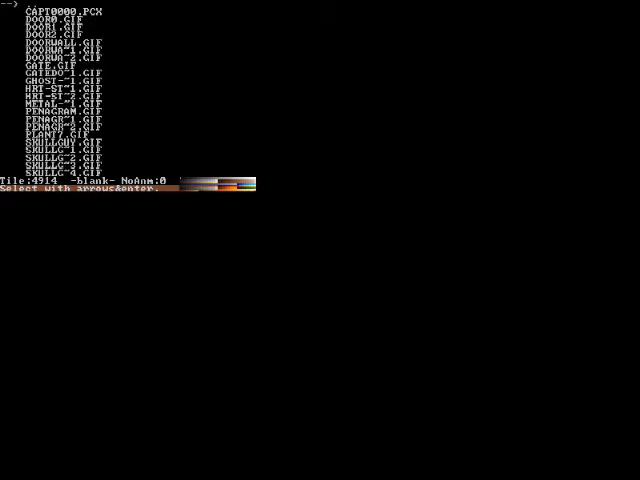 --> ..
CAPT0000.PCX
DOOR0.GIF
DOOR1.GIF
DOOR2.GIF
DOORWALL.GIF
DOORWA~1.GIF
DOORWA~2.GIF
GATE.GIF
GATEDO~1.GIF
GHOST-~1.GIF
HRT-ST~1.GIF
HRT-ST~2.GIF
METAL-~1.GIF
PENAGRAM.GIF
PENAGR~1.GIF
PENAGR~2.GIF
PLANT7.GIF
SKULLGUY.GIF
SKULLG~1.GIF
SKULLG~2.GIF
SKULLG~3.GIF
SKULLG~4.GIF
Tile:4914 -blank- NoAnm:0
Select with arrows&enter.